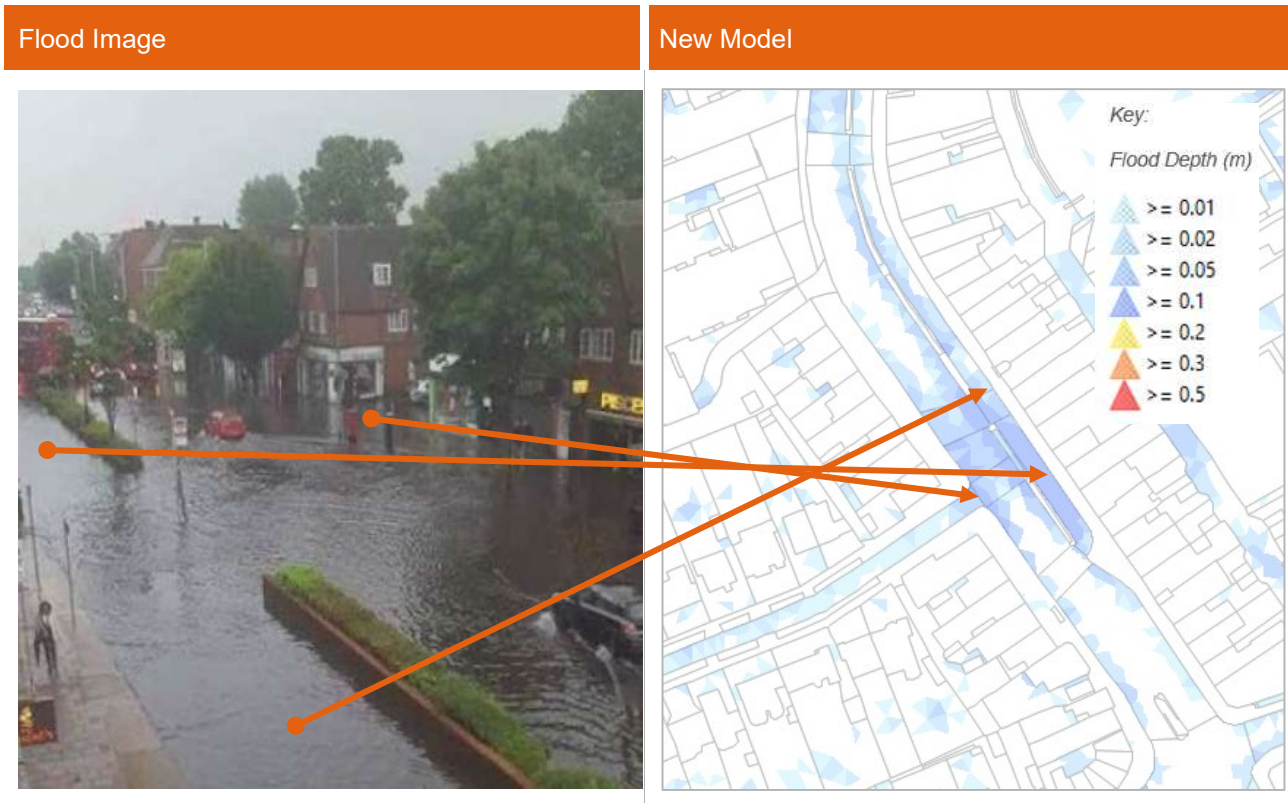 Flood Image
New Model
Key:
Flood Depth (m)
>= 0.01
>= 0.02
>= 0.05
>= 0.1
>= 0.2
>= 0.3
>= 0.5